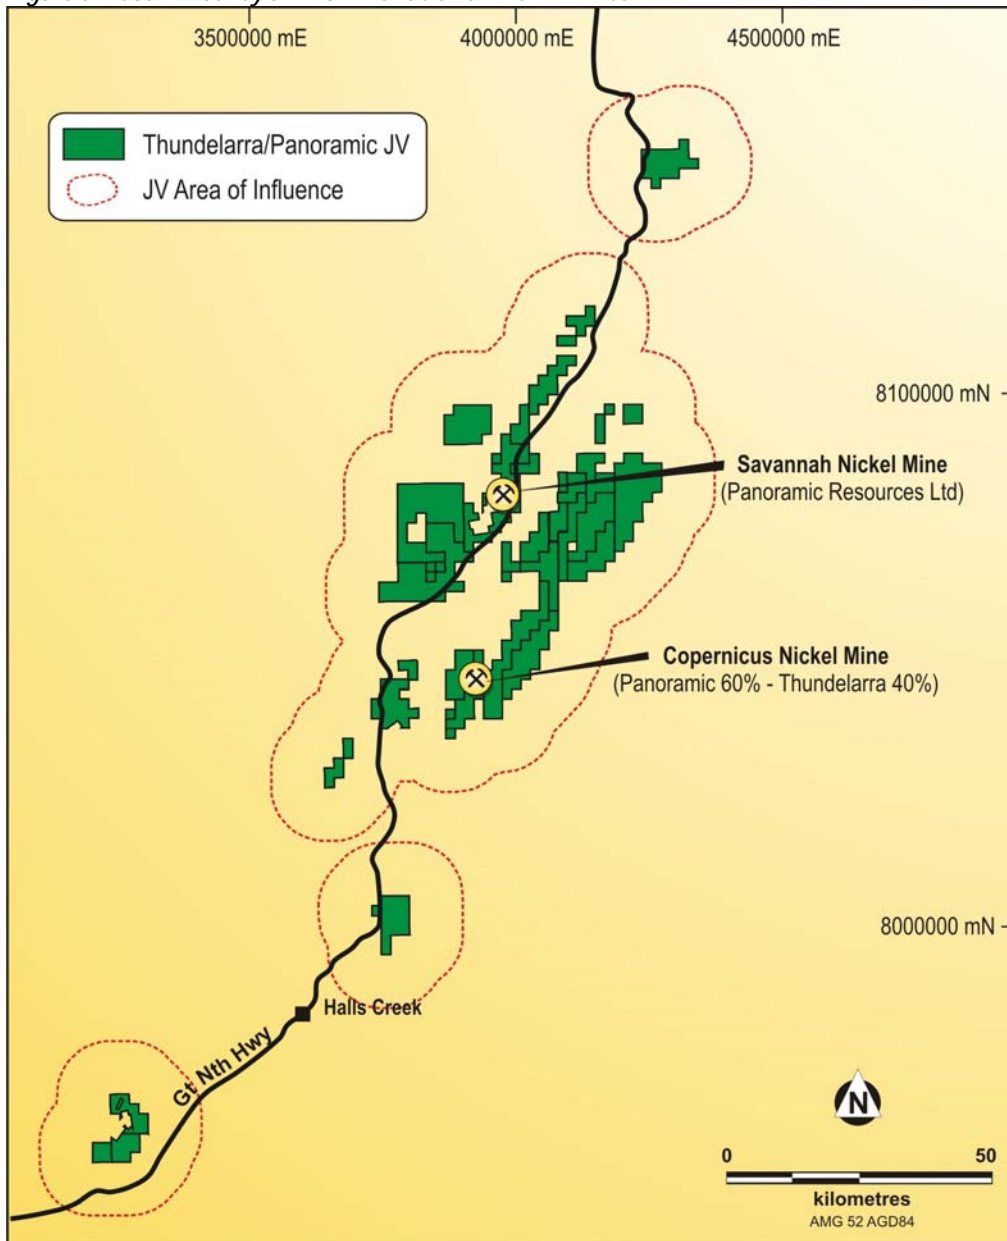 3500000 mE
4000000 mE
4500000 mE
Thundelarra/Panoramic JV
JV Area of Influence
8100000 mN
Savannah Nickel Mine
(Panoramic Resources Ltd)
Copernicus Nickel Mine
(Panoramic 60% - Thundelarra 40%)
8000000 mN
Halls Creek
Gt Nth Hwy
N
0 50
kilometres
AMG 52 AGD84